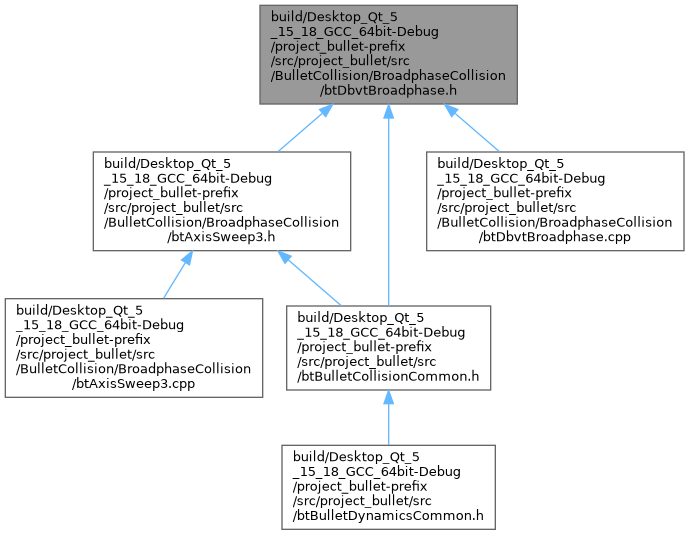 build/Desktop_Qt_5
_15_18_GCC_64bit-Debug
/project_bullet-prefix
/src/project_bullet/src
/BulletCollision/BroadphaseCollision
/btDbvtBroadphase.h
build/Desktop_Qt_5
_15_18_GCC_64bit-Debug
/project_bullet-prefix
/src/project_bullet/src
/BulletCollision/BroadphaseCollision
/btAxisSweep3.h
build/Desktop_Qt_5
_15_18_GCC_64bit-Debug
/project_bullet-prefix
/src/project_bullet/src
/BulletCollision/BroadphaseCollision
/btDbvtBroadphase.cpp
build/Desktop_Qt_5
_15_18_GCC_64bit-Debug
/project_bullet-prefix
/src/project_bullet/src
/BulletCollision/BroadphaseCollision
/btAxisSweep3.cpp
build/Desktop_Qt_5
_15_18_GCC_64bit-Debug
/project_bullet-prefix
/src/project_bullet/src
/btBulletCollisionCommon.h
build/Desktop_Qt_5
_15_18_GCC_64bit-Debug
/project_bullet-prefix
/src/project_bullet/src
/btBulletDynamicsCommon.h